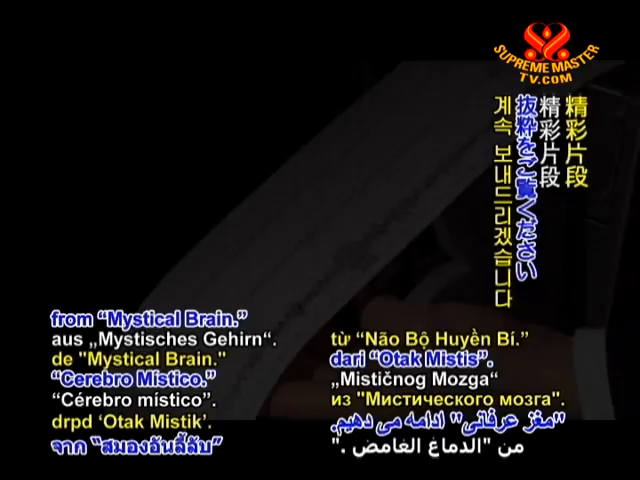 SUPREME MASTER
TV.COM
精彩片段
精彩片段
抜粋をご覧ください
계속 보내드리겠습니다
from “Mystical Brain.”
aus „Mystisches Gehirn“.
de "Mystical Brain."
“Cerebro Místico.”
“Cérebro místico”.
drpd ‘Otak Mistik’.
จาก “สมองอันลี้ลับ”
từ “Não Bộ Huyền Bí.”
dari “Otak Mistis”.
„Mističnog Mozga“
из "Мистического мозга".
"مغز عرفانی" ادامه می دهیم.
من "الدماغ الغامض ."